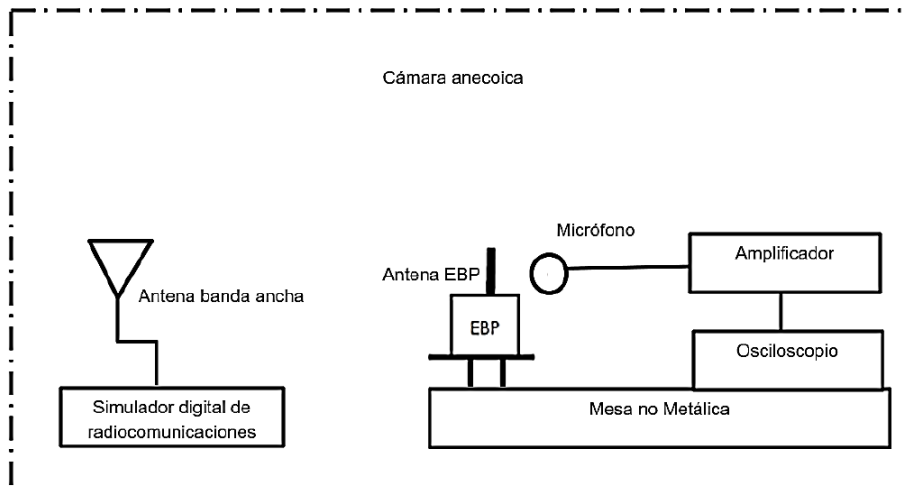 Cámara anecoica
Micrófono
Amplificador
Antena EBP
Antena banda ancha
EBP
Osciloscopio
Simulador digital de
radiocomunicaciones
Mesa no Metálica